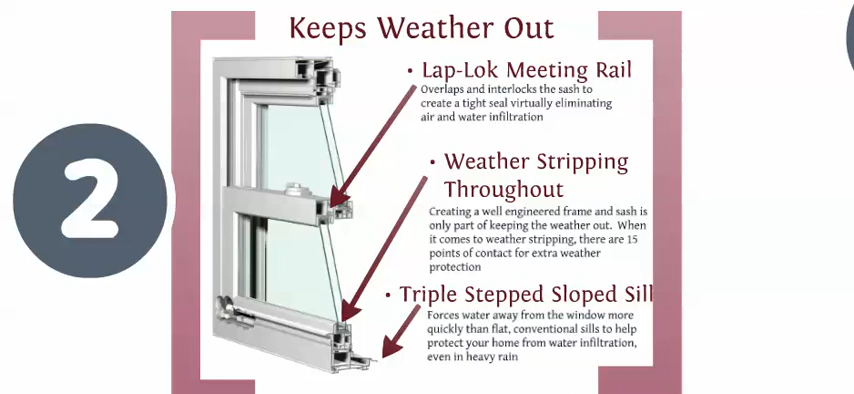 Keeps Weather Out
2
• Lap-Lok Meeting Rail
Overlaps and interlocks the sash to
create a tight seal virtually eliminating
air and water infiltration
• Weather Stripping
Throughout
Creating a well engineered frame and sash is
only part of keeping the weather out. When
it comes to weather stripping, there are 15
points of contact for extra weather
protection
• Triple Stepped Sloped Sill
Forces water away from the window more
quickly than flat, conventional sills to help
protect your home from water infiltration,
even in heavy rain